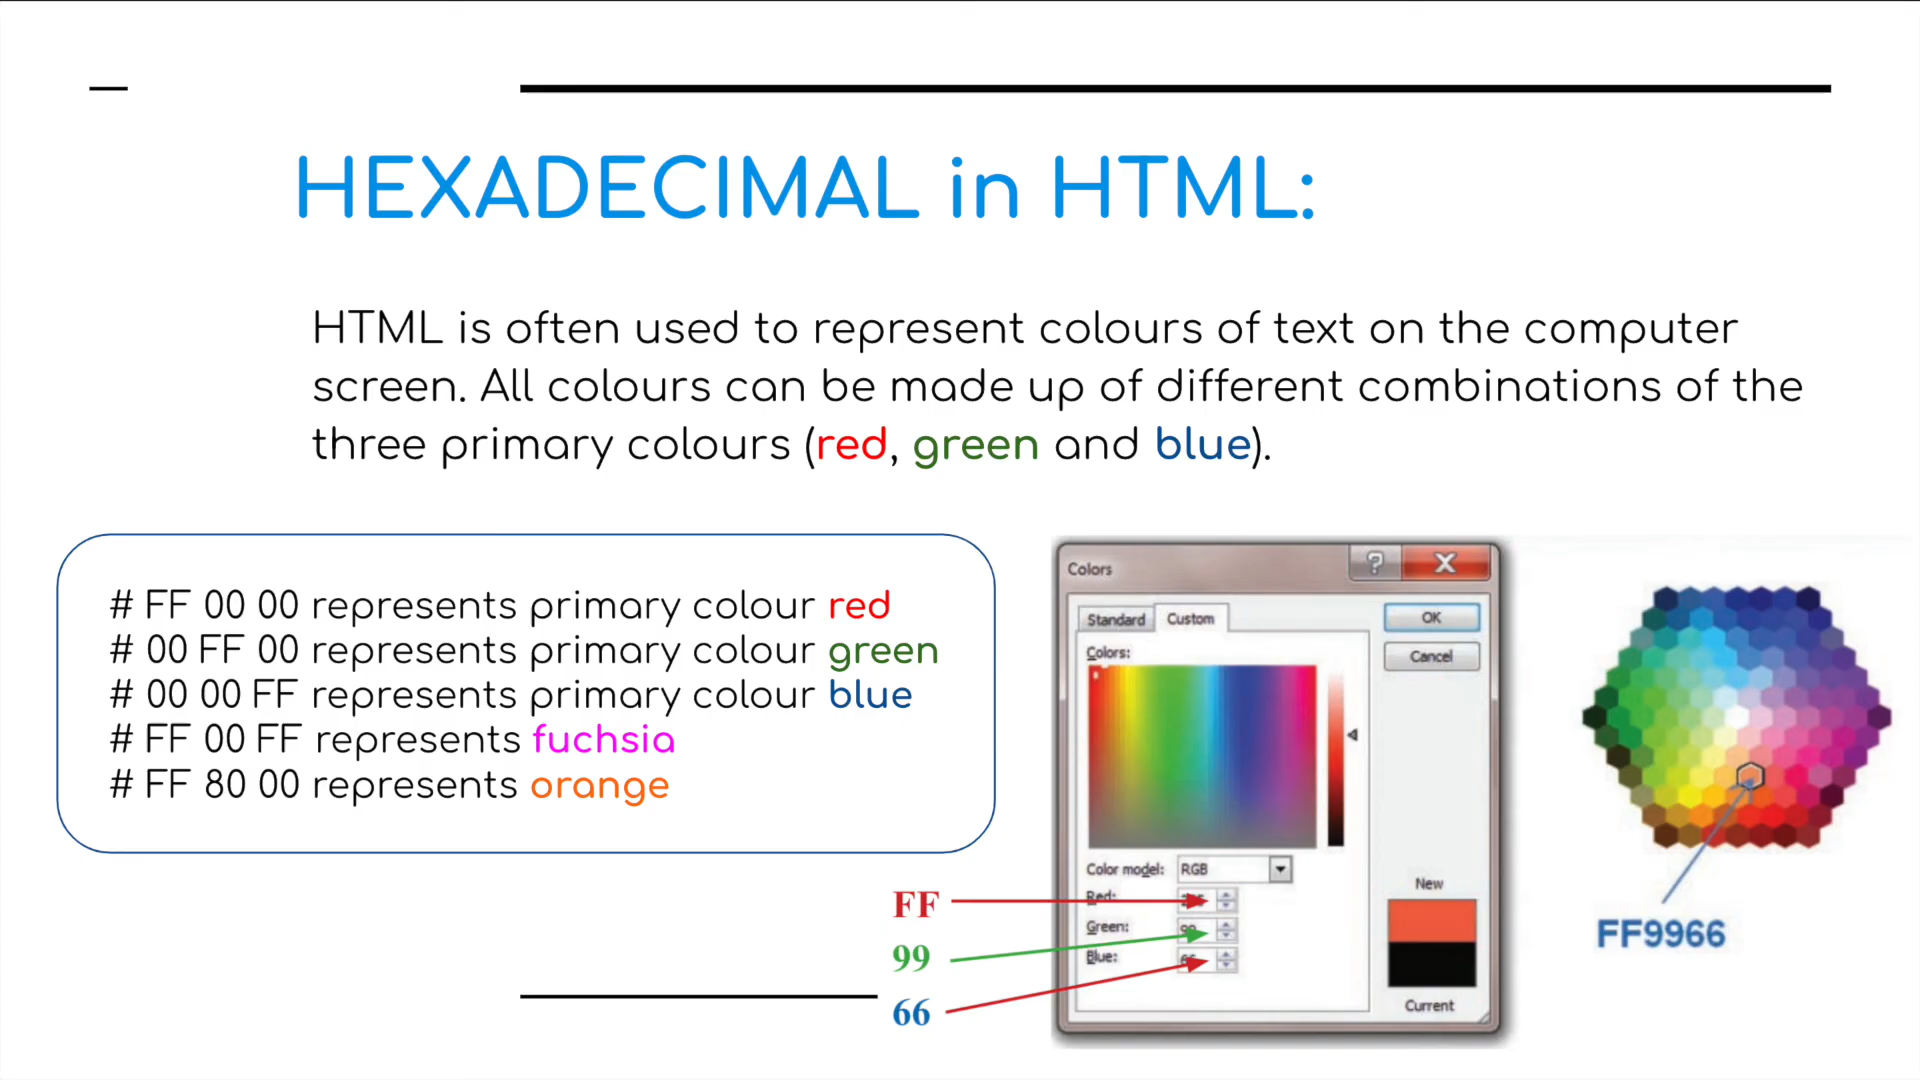 HEXADECIMAL in HTML:
HTML is often used to represent colours of text on the computer
screen. All colours can be made up of different combinations of the
three primary colours (red, green and blue).
# FF 00 00 represents primary colour red
# 00 FF 00 represents primary colour green
# 00 00 FF represents primary colour blue
# FF 00 FF represents fuchsia
# FF 80 00 represents orange
Colors
Standard Custom
OK
Cancel
Colors:
Color model: RGB
Red:
Green:
Blue:
New
Current
FF
99
66
FF9966